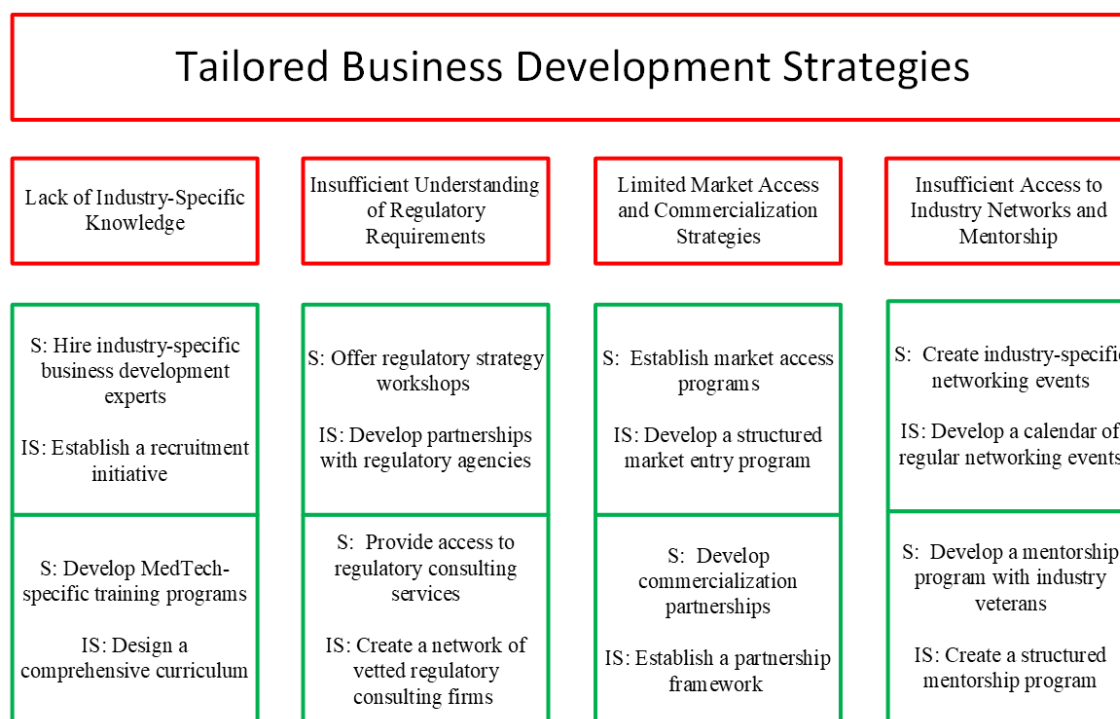 Tailored Business Development Strategies
Lack of Industry-Specific
Knowledge
Insufficient Understanding
of Regulatory
Requirements
Limited Market Access
and Commercialization
Strategies
Insufficient Access to
Industry Networks and
Mentorship
S: Hire industry-specific
business development
experts
IS: Establish a recruitment
initiative
S: Offer regulatory strategy
workshops
IS: Develop partnerships
with regulatory agencies
S: Establish market access
programs
IS: Develop a structured
market entry program
S: Create industry-specific
networking events
IS: Develop a calendar of
regular networking events
S: Develop MedTech-
specific training programs
IS: Design a
comprehensive curriculum
S: Provide access to
regulatory consulting
services
IS: Create a network of
vetted regulatory
consulting firms
S: Develop
commercialization
partnerships
IS: Establish a partnership
framework
S: Develop a mentorship
program with industry
veterans
IS: Create a structured
mentorship program